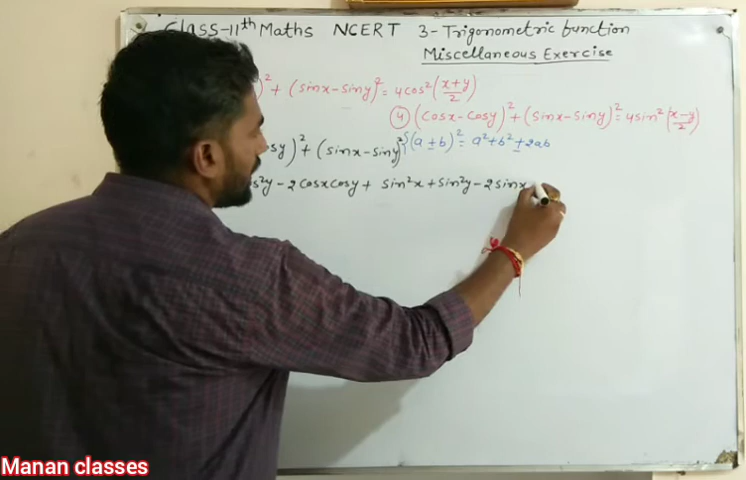 Class-11th Maths NCERT 3-Trigonometric function
Miscellaneous Exercise
)² + (sinx-siny)² = 4cos²(x+y/2)
④ (cosx-cosy)² + (sinx-siny)² = 4sin²(x-y/2)
osy)² + (sinx-siny)² (a ± b)² = a²+b² ± 2ab
s²y - 2cosxcosy + sin²x + sin²y - 2sinx
Manan classes